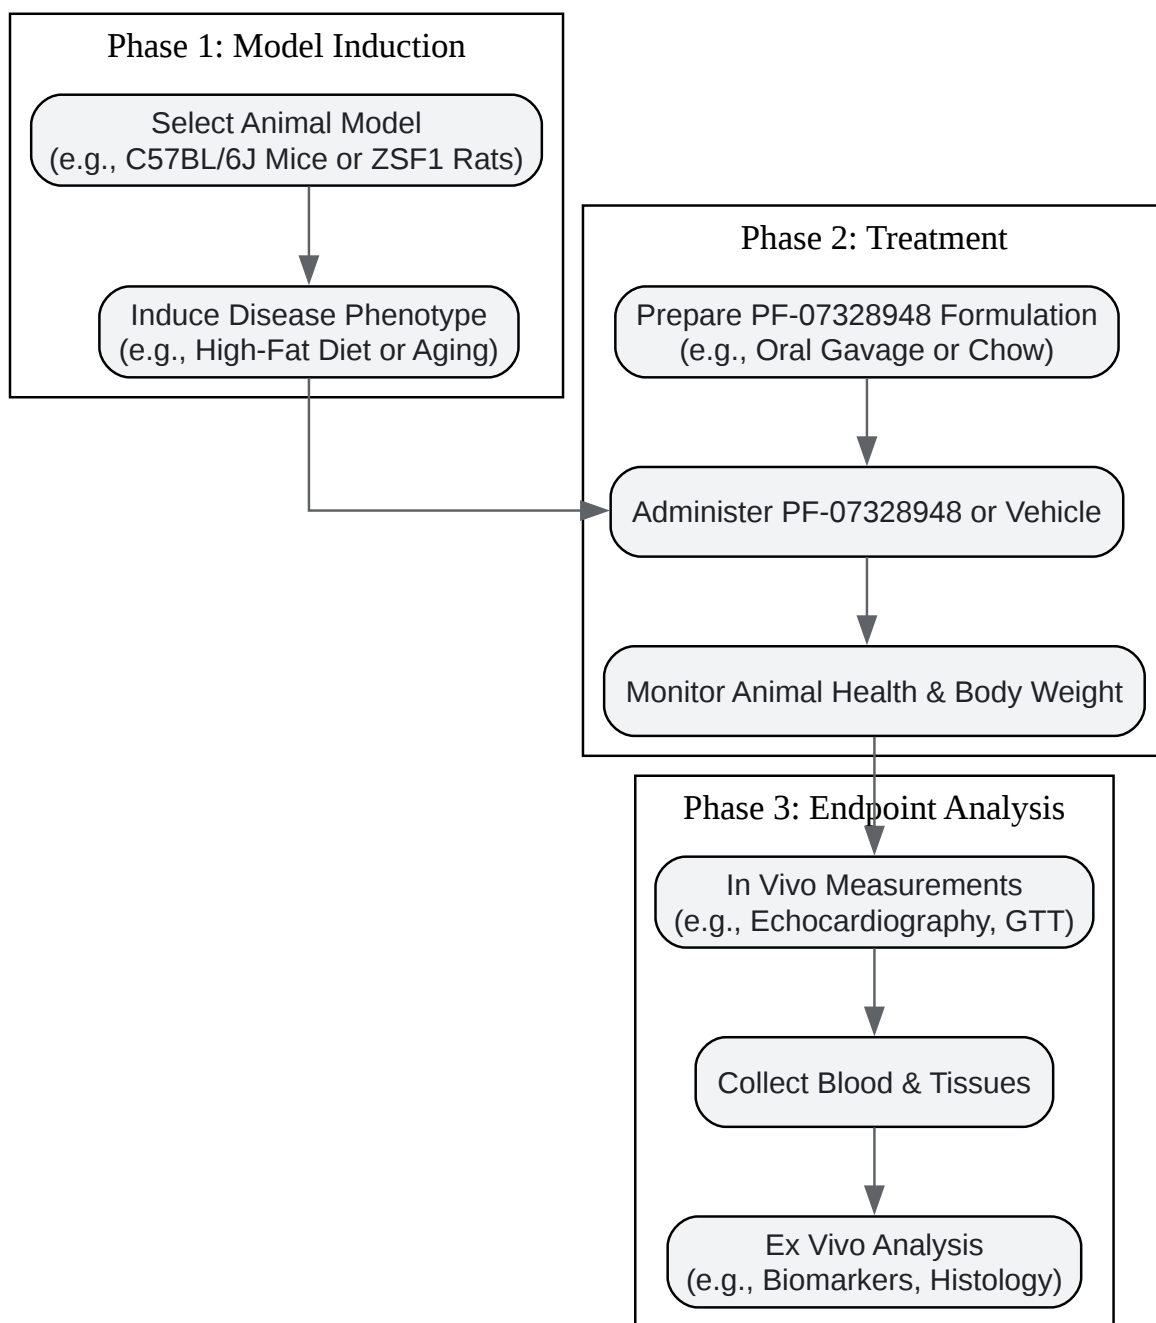 Phase 1: Model Induction
Select Animal Model
(e.g., C57BL/6J Mice or ZSF1 Rats)
Induce Disease Phenotype
(e.g., High-Fat Diet or Aging)
Phase 2: Treatment
Prepare PF-07328948 Formulation
(e.g., Oral Gavage or Chow)
Administer PF-07328948 or Vehicle
Monitor Animal Health & Body Weight
Phase 3: Endpoint Analysis
In Vivo Measurements
(e.g., Echocardiography, GTT)
Collect Blood & Tissues
Ex Vivo Analysis
(e.g., Biomarkers, Histology)